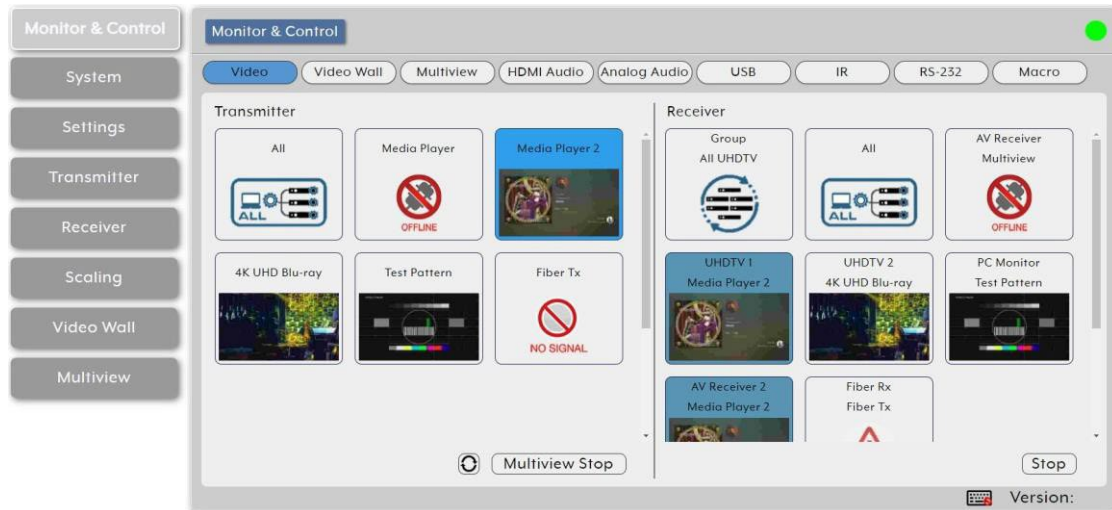 Monitor & Control
System
Settings
Transmitter
Receiver
Scaling
Video Wall
Multiview
Monitor & Control
Video Video Wall Multiview HDMI Audio Analog Audio USB IR RS-232 Macro
Transmitter
All
ALL
Media Player
OFFLINE
Media Player 2
4K UHD Blu-ray
Test Pattern
Fiber Tx
NO SIGNAL
Multiview Stop
Receiver
Group
All UHDTV
All
ALL
AV Receiver
Multiview
OFFLINE
UHDTV 1
Media Player 2
UHDTV 2
4K UHD Blu-ray
PC Monitor
Test Pattern
AV Receiver 2
Media Player 2
Fiber Rx
Fiber Tx
Stop
Version: